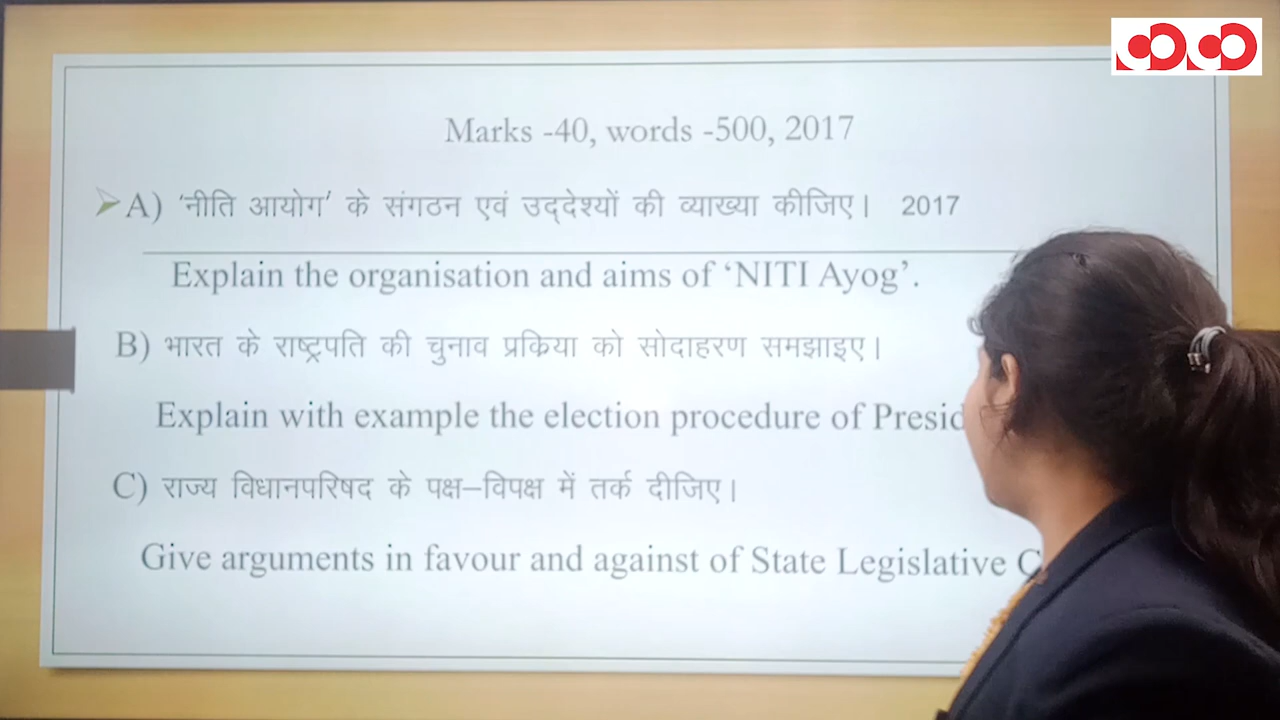 Marks -40, words -500, 2017
A) 'नीति आयोग' के संगठन एवं उद्देश्यों की व्याख्या कीजिए। 2017
Explain the organisation and aims of ‘NITI Ayog’.
B) भारत के राष्ट्रपति की चुनाव प्रकिया को सोदाहरण समझाइए।
Explain with example the election procedure of
C) राज्य विधानपरिषद के पक्ष–विपक्ष में तर्क दीजिए।
Give arguments in favour and against of State Legislative